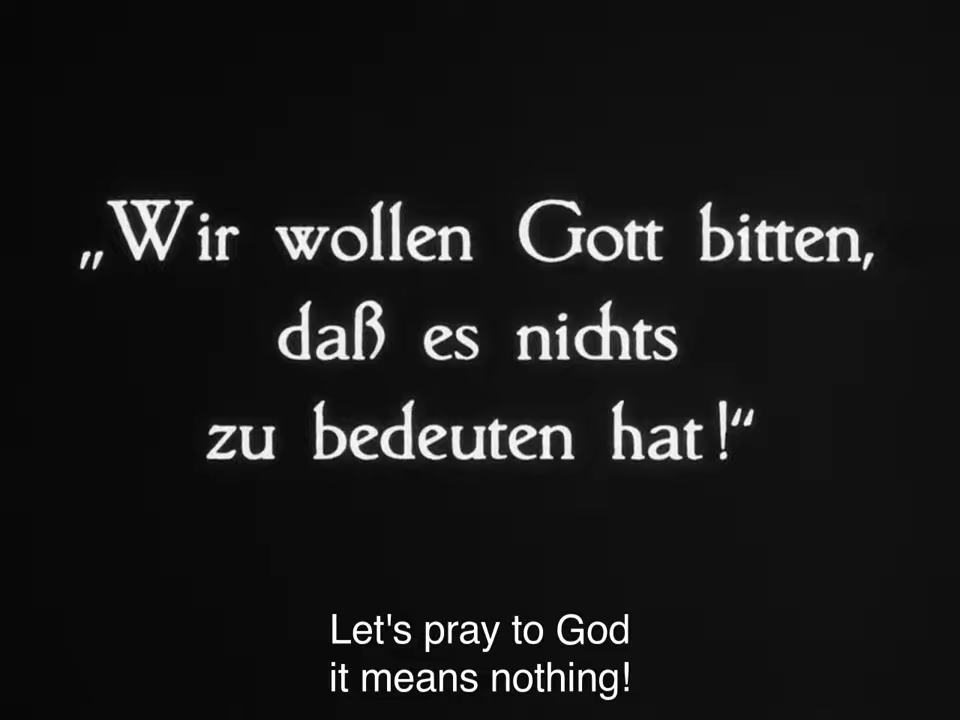 „Wir wollen Gott bitten,
daß es nichts
zu bedeuten hat!“
Let's pray to God
it means nothing!